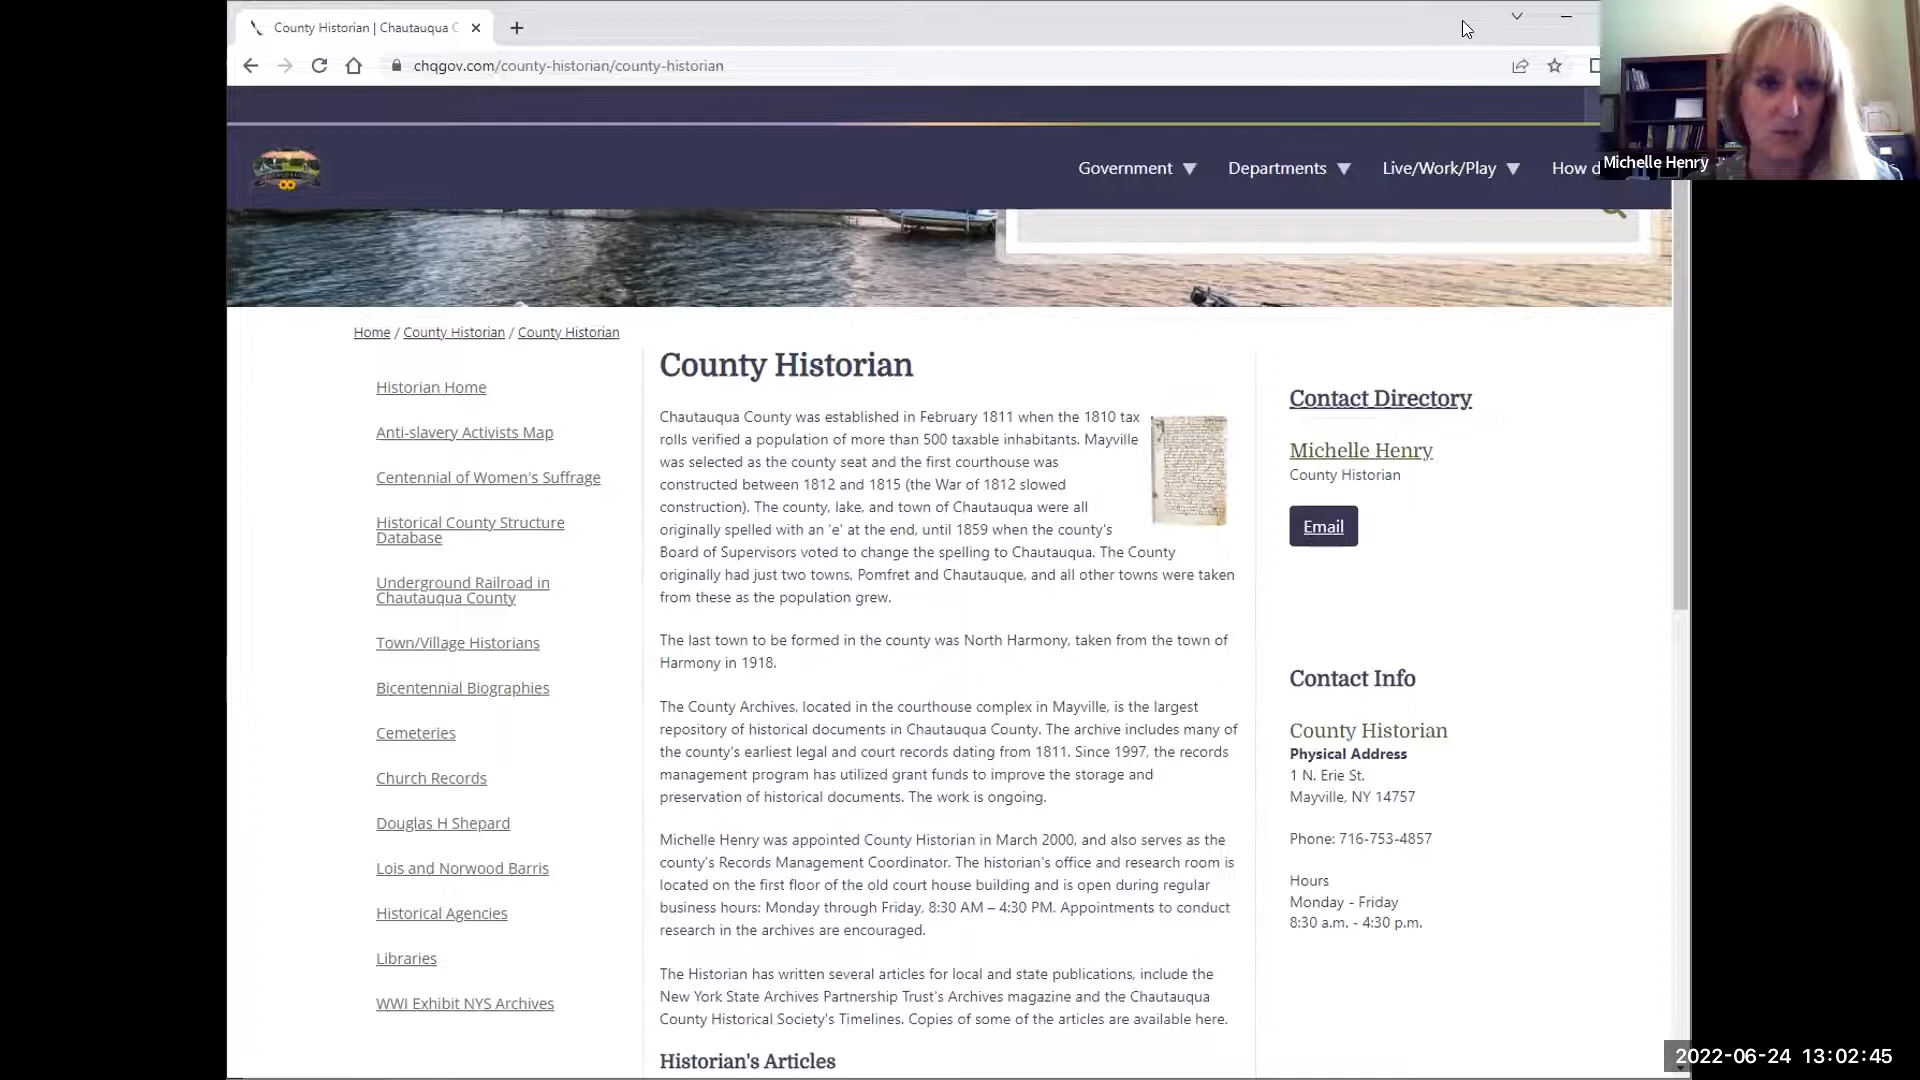 County Historian | Chautauqua C
chqgov.com/county-historian/county-historian
Michelle Henry
Government
Departments
Live/Work/Play
How d
Home / County Historian / County Historian
Historian Home
Anti-slavery Activists Map
Centennial of Women's Suffrage
Historical County Structure
Database
Underground Railroad in
Chautauqua County
Town/Village Historians
Bicentennial Biographies
Cemeteries
Church Records
Douglas H Shepard
Lois and Norwood Barris
Historical Agencies
Libraries
WWI Exhibit NYS Archives
County Historian
Chautauqua County was established in February 1811 when the 1810 tax
rolls verified a population of more than 500 taxable inhabitants. Mayville
was selected as the county seat and the first courthouse was
constructed between 1812 and 1815 (the War of 1812 slowed
construction). The county, lake, and town of Chautauqua were all
originally spelled with an 'e' at the end, until 1859 when the county's
Board of Supervisors voted to change the spelling to Chautauqua. The County
originally had just two towns, Pomfret and Chautauque, and all other towns were taken
from these as the population grew.
The last town to be formed in the county was North Harmony, taken from the town of
Harmony in 1918.
The County Archives, located in the courthouse complex in Mayville, is the largest
repository of historical documents in Chautauqua County. The archive includes many of
the county's earliest legal and court records dating from 1811. Since 1997, the records
management program has utilized grant funds to improve the storage and
preservation of historical documents. The work is ongoing.
Michelle Henry was appointed County Historian in March 2000, and also serves as the
county's Records Management Coordinator. The historian's office and research room is
located on the first floor of the old court house building and is open during regular
business hours: Monday through Friday, 8:30 AM – 4:30 PM. Appointments to conduct
research in the archives are encouraged.
The Historian has written several articles for local and state publications, include the
New York State Archives Partnership Trust's Archives magazine and the Chautauqua
County Historical Society's Timelines. Copies of some of the articles are available here.
Historian's Articles
Contact Directory
Michelle Henry
County Historian
Email
Contact Info
County Historian
Physical Address
1 N. Erie St.
Mayville, NY 14757
Phone: 716-753-4857
Hours
Monday - Friday
8:30 a.m. - 4:30 p.m.
2022-06-24 13:02:45